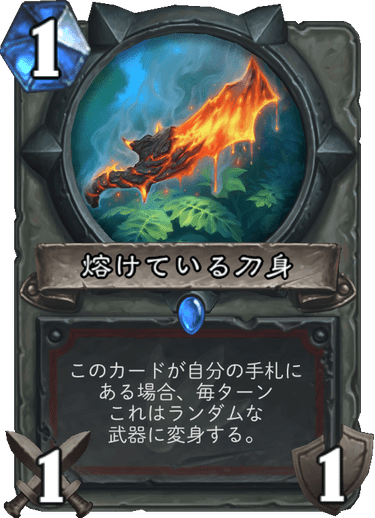 1
熔けている刀身
このカードが自分の手札に
ある場合、毎ターン
これはランダムな
武器に変身する。
1
1